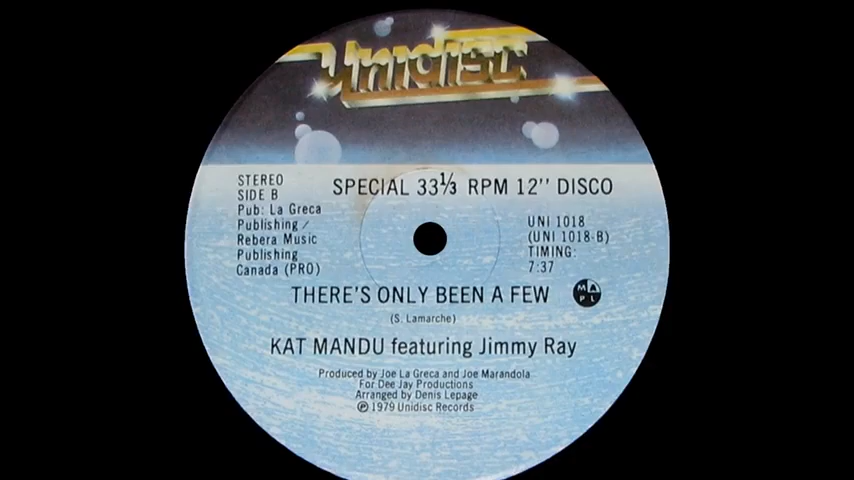 Unidisc
STEREO
SIDE B
Pub: La Greca
Publishing /
Rebera Music
Publishing
Canada (PRO)
SPECIAL 33⅓ RPM 12'' DISCO
UNI 1018
(UNI 1018-B)
TIMING:
7:37
THERE'S ONLY BEEN A FEW
M A
P L
(S. Lamarche)
KAT MANDU featuring Jimmy Ray
Produced by Joe La Greca and Joe Marandola
For Dee Jay Productions
Arranged by Denis Lepage
℗ 1979 Unidisc Records